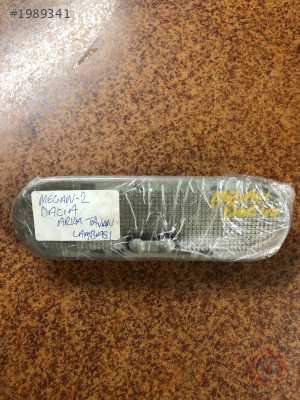 #1989341
MEGAN-2
DACIA
ARKA TAVAN
LAMBASI